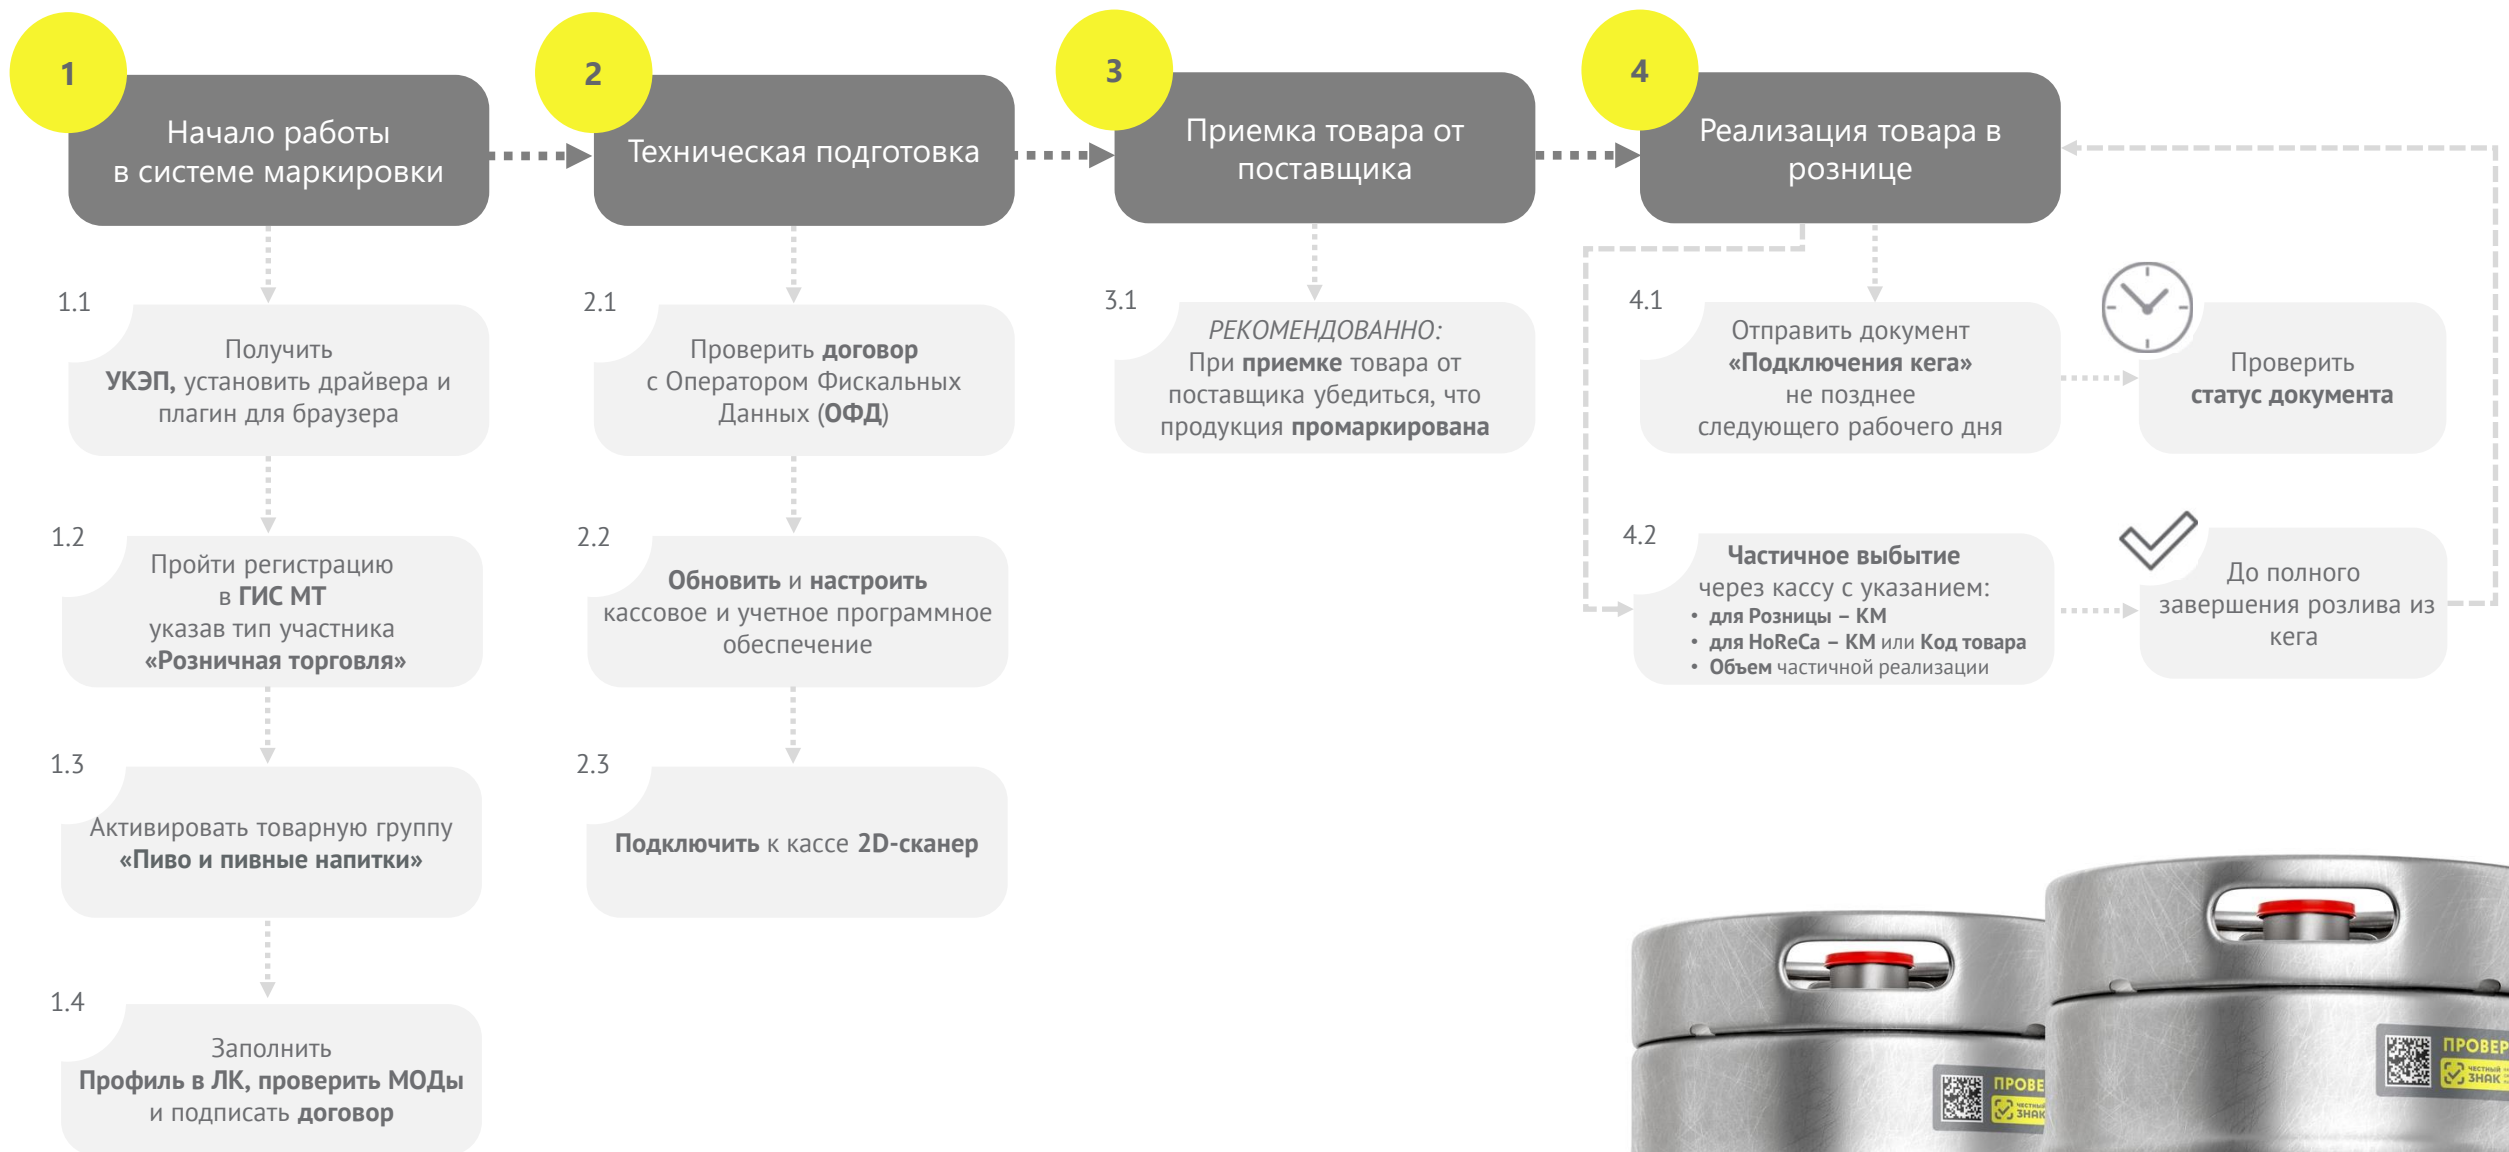 1
Начало работы
в системе маркировки
1.1
Получить
УКЭП, установить драйвера и
плагин для браузера
1.2
Пройти регистрацию
в ГИС МТ
указав тип участника
«Розничная торговля»
1.3
Активировать товарную группу
«Пиво и пивные напитки»
1.4
Заполнить
Профиль в ЛК, проверить МОДы
и подписать договор
2
Техническая подготовка
2.1
Проверить договор
с Оператором Фискальных
Данных (ОФД)
2.2
Обновить и настроить
кассовое и учетное программное
обеспечение
2.3
Подключить к кассе 2D-сканер
3
Приемка товара от
поставщика
3.1
РЕКОМЕНДОВАННО:
При приемке товара от
поставщика убедиться, что
продукция промаркирована
4
Реализация товара в
рознице
4.1
Отправить документ
«Подключения кега»
не позднее
следующего рабочего дня
Проверить
статус документа
4.2
Частичное выбытие
через кассу с указанием:
• для Розницы – КМ
• для HoReCa – КМ или Код товара
• Объем частичной реализации
До полного
завершения розлива из
кега
ПРОВЕ
ЧЕСТНЫЙ
ЗНАК
ПРОВЕР
ЧЕСТНЫЙ
ЗНАК